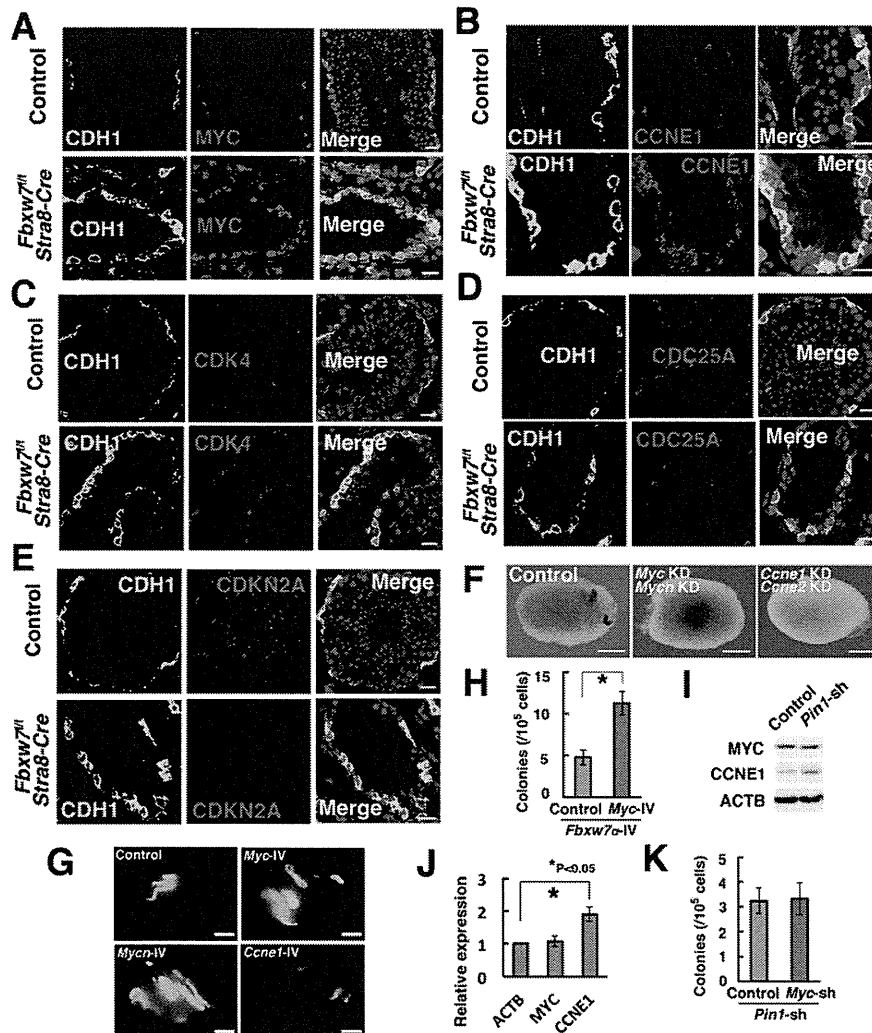 A
Control
CDH1 MYC Merge
Fbxw7f/f
Stra8-Cre
CDH1 MYC Merge
B
Control
CDH1 CCNE1 Merge
Fbxw7f/f
Stra8-Cre
CDH1 CCNE1 Merge
C
Control
CDH1 CDK4 Merge
Fbxw7f/f
Stra8-Cre
CDH1 CDK4 Merge
D
Control
CDH1 CDC25A Merge
Fbxw7f/f
Stra8-Cre
CDH1 CDC25A Merge
E
Control
CDH1 CDKN2A Merge
Fbxw7f/f
Stra8-Cre
CDH1 CDKN2A Merge
F
Control
Myc KD
Mycn KD
Ccne1 KD
Ccne2 KD
G
Control
Myc-IV
Mycn-IV
Ccne1-IV
H
Colonies (/10⁵ cells)
15
10
5
0
*
Control Myc-IV
Fbxw7α-IV
I
Control
Pin1-sh
MYC
CCNE1
ACTB
J
Relative expression
3
2
1
0
*P<0.05
*
ACTB
MYC
CCNE1
K
Colonies (/10⁵ cells)
5
4
3
2
1
0
Control Myc-sh
Pin1-sh